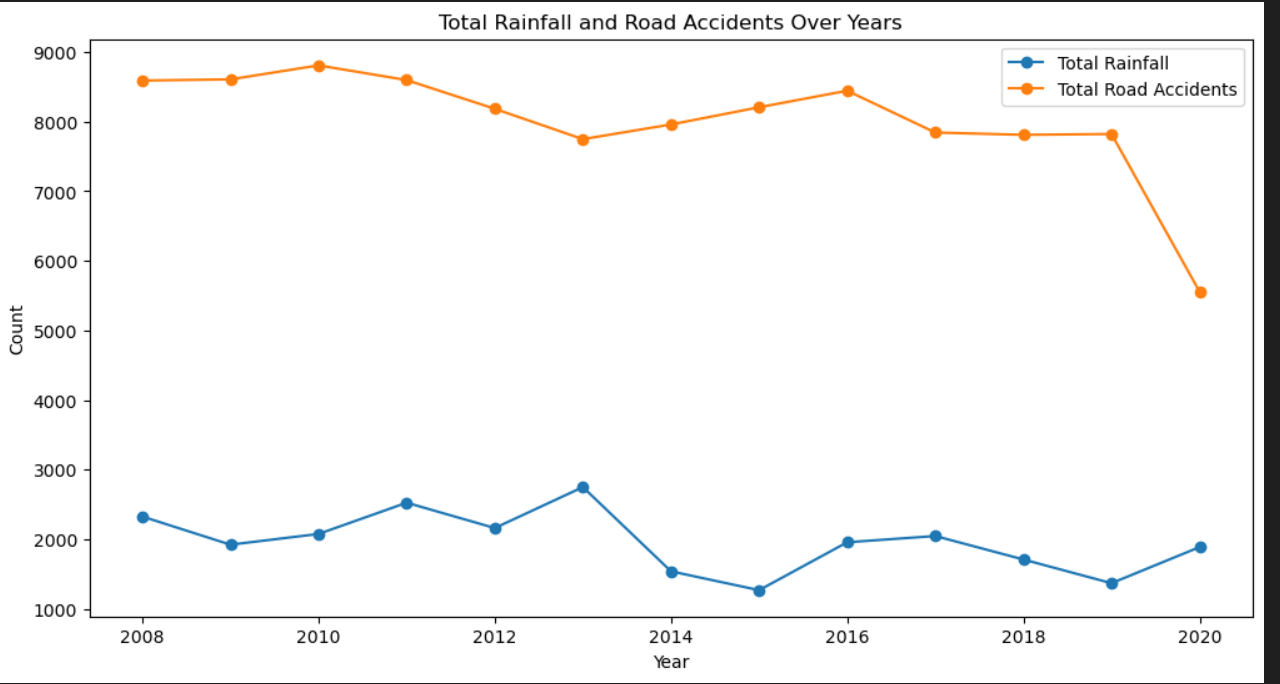 Total Rainfall and Road Accidents Over Years
Total Rainfall
Total Road Accidents
Count
9000
8000
7000
6000
5000
4000
3000
2000
1000
2008 2010 2012 2014 2016 2018 2020
Year